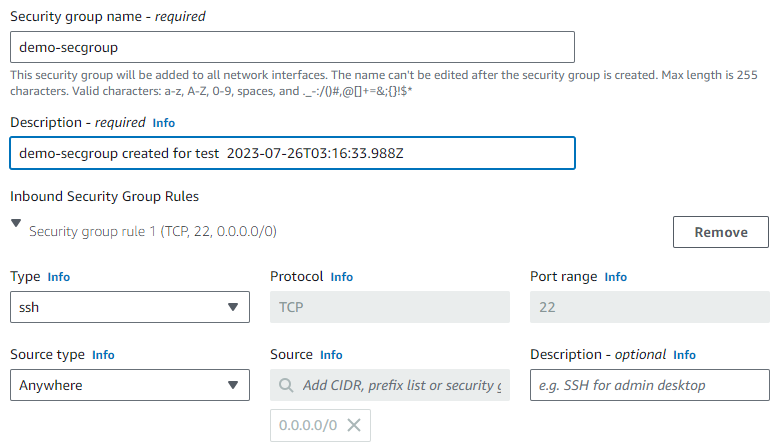 Security group name - required
demo-secgroup
This security group will be added to all network interfaces. The name can't be edited after the security group is created. Max length is 255
characters. Valid characters: a-z, A-Z, 0-9, spaces, and ._-:/()#,@[]+=&;{}!$*
Description - required Info
demo-secgroup created for test 2023-07-26T03:16:33.988Z
Inbound Security Group Rules
Security group rule 1 (TCP, 22, 0.0.0.0/0)
Remove
Type Info
Protocol Info
Port range Info
ssh
TCP
22
Source type Info
Source Info
Description - optional Info
Anywhere
Add CIDR, prefix list or security g
e.g. SSH for admin desktop
0.0.0.0/0